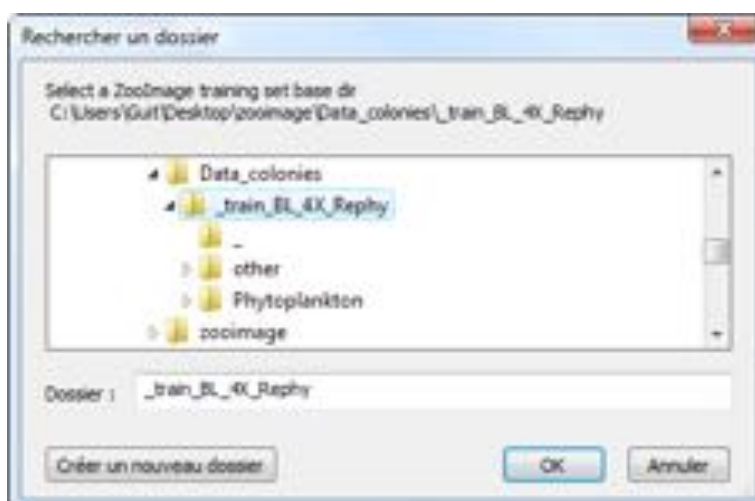 Rechercher un dossier
Select a ZooImage training set base dir
C:\Users\Guit\Desktop\zooimage\Data_colonies\_train_BL_4X_Rephy
Data_colonies
_train_BL_4X_Rephy
_
other
Phytoplankton
zooimage
Dossier : _train_BL_4X_Rephy
Créer un nouveau dossier OK Annuler